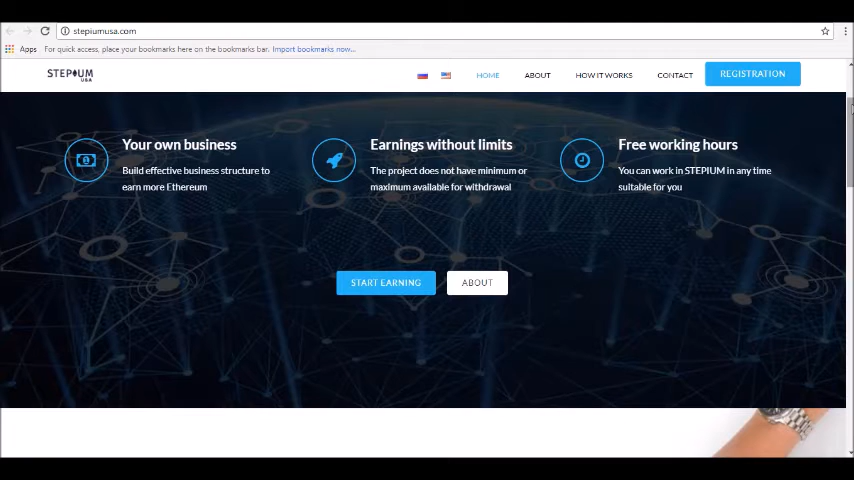 stepiumusa.com
Apps For quick access, place your bookmarks here on the bookmarks bar. Import bookmarks now...
STEPIUM
USA
HOME ABOUT HOW IT WORKS CONTACT REGISTRATION
Your own business
Build effective business structure to
earn more Ethereum
Earnings without limits
The project does not have minimum or
maximum available for withdrawal
Free working hours
You can work in STEPIUM in any time
suitable for you
START EARNING ABOUT